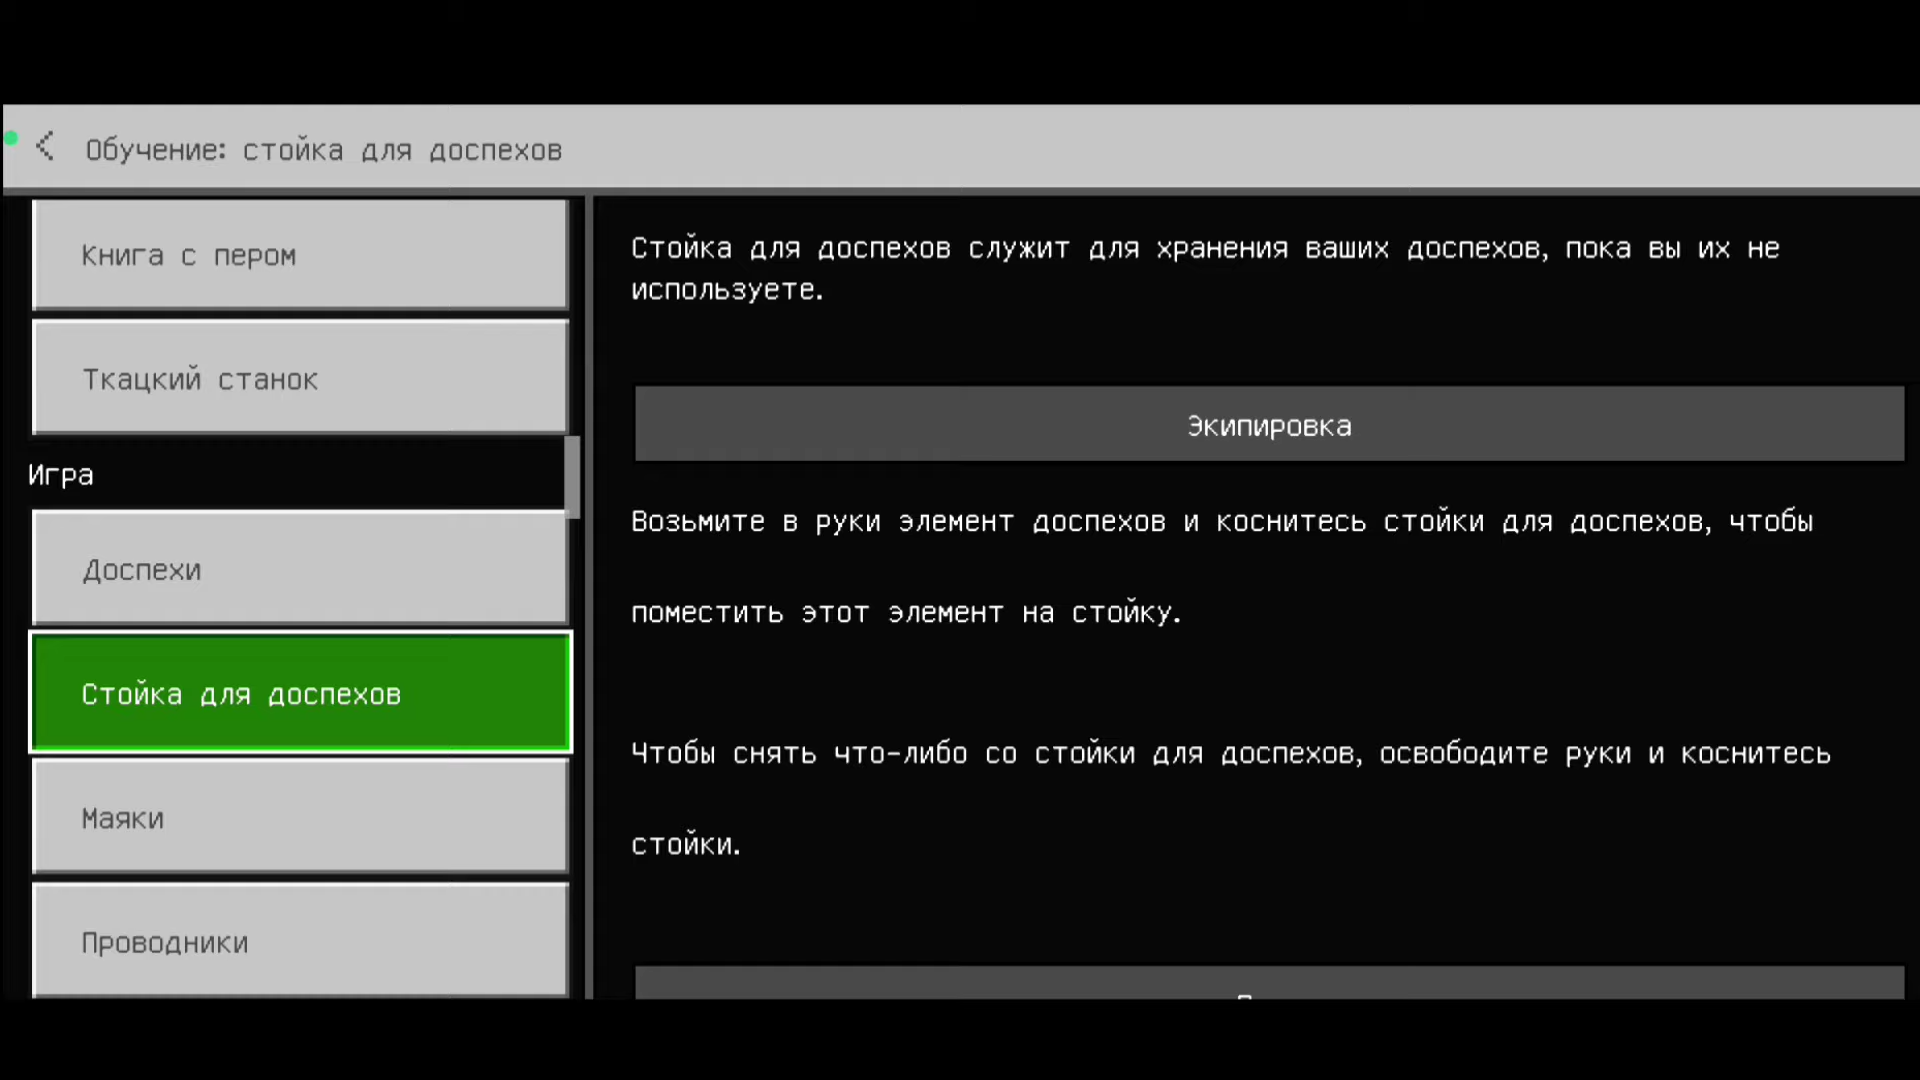 Обучение: стойка для доспехов
Книга с пером
Ткацкий станок
Игра
Доспехи
Стойка для доспехов
Маяки
Проводники
Стойка для доспехов служит для хранения ваших доспехов, пока вы их не
используете.
Экипировка
Возьмите в руки элемент доспехов и коснитесь стойки для доспехов, чтобы
поместить этот элемент на стойку.
Чтобы снять что-либо со стойки для доспехов, освободите руки и коснитесь
стойки.